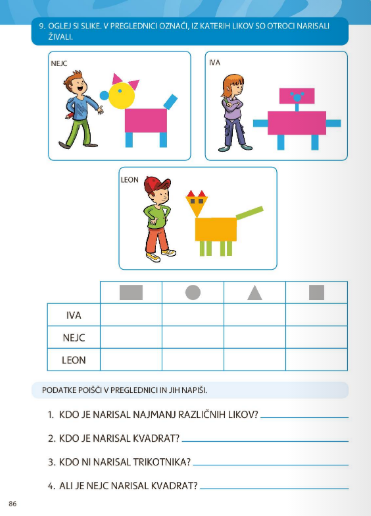 9. OGLEJ SI SLIKE. V PREGLEDNICI OZNAČI, IZ KATERIH LIKOV SO OTROCI NARISALI
ŽIVALI.
NEJC
IVA
LEON
IVA
NEJC
LEON
PODATKE POIŠČI V PREGLEDNICI IN JIH NAPIŠI.
1. KDO JE NARISAL NAJMANJ RAZLIČNIH LIKOV?
2. KDO JE NARISAL KVADRAT?
3. KDO NI NARISAL TRIKOTNIKA?
4. ALI JE NEJC NARISAL KVADRAT?
86